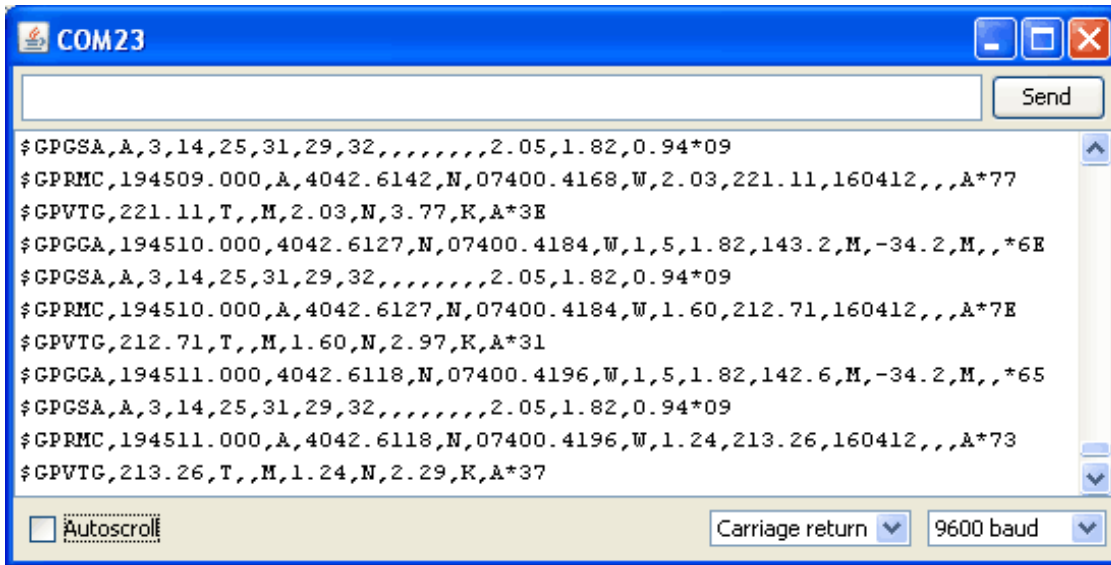 COM23
Send
$GPGSA,A,3,14,25,31,29,32,,,,,,,,2.05,1.82,0.94*09
$GPRMC,194509.000,A,4042.6142,N,07400.4168,W,2.03,221.11,160412,,,A*77
$GPVTG,221.11,T,,M,2.03,N,3.77,K,A*3E
$GPGGA,194510.000,4042.6127,N,07400.4184,W,1,5,1.82,143.2,M,-34.2,M,,*6E
$GPGSA,A,3,14,25,31,29,32,,,,,,,,2.05,1.82,0.94*09
$GPRMC,194510.000,A,4042.6127,N,07400.4184,W,1.60,212.71,160412,,,A*7E
$GPVTG,212.71,T,,M,1.60,N,2.97,K,A*31
$GPGGA,194511.000,4042.6118,N,07400.4196,W,1,5,1.82,142.6,M,-34.2,M,,*65
$GPGSA,A,3,14,25,31,29,32,,,,,,,,2.05,1.82,0.94*09
$GPRMC,194511.000,A,4042.6118,N,07400.4196,W,1.24,213.26,160412,,,A*73
$GPVTG,213.26,T,,M,1.24,N,2.29,K,A*37
Autoscroll
Carriage return
9600 baud